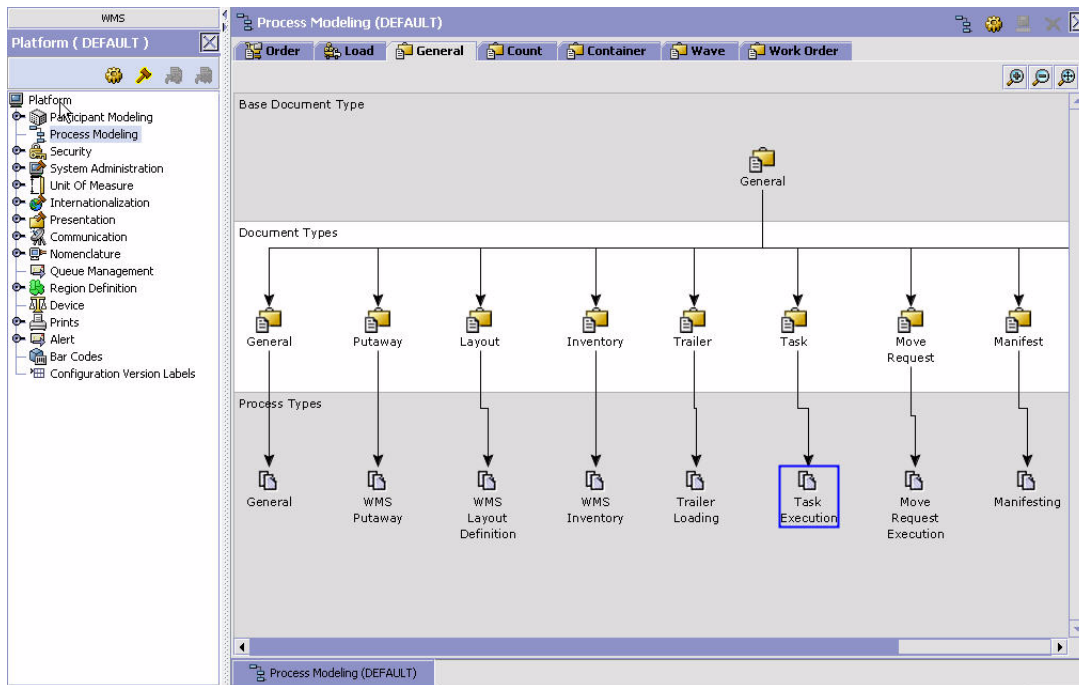 WMS
Platform ( DEFAULT )
Platform
Participant Modeling
Process Modeling
Security
System Administration
Unit Of Measure
Internationalization
Presentation
Communication
Nomenclature
Queue Management
Region Definition
Device
Prints
Alert
Bar Codes
Configuration Version Labels
Process Modeling (DEFAULT)
Order Load General Count Container Wave Work Order
Base Document Type
General
Document Types
General Putaway Layout Inventory Trailer Task Move Manifest
Request
Process Types
General WMS WMS WMS Trailer Task Move Manifesting
Putaway Layout Inventory Loading Execution Request
Definition Execution
Process Modeling (DEFAULT)